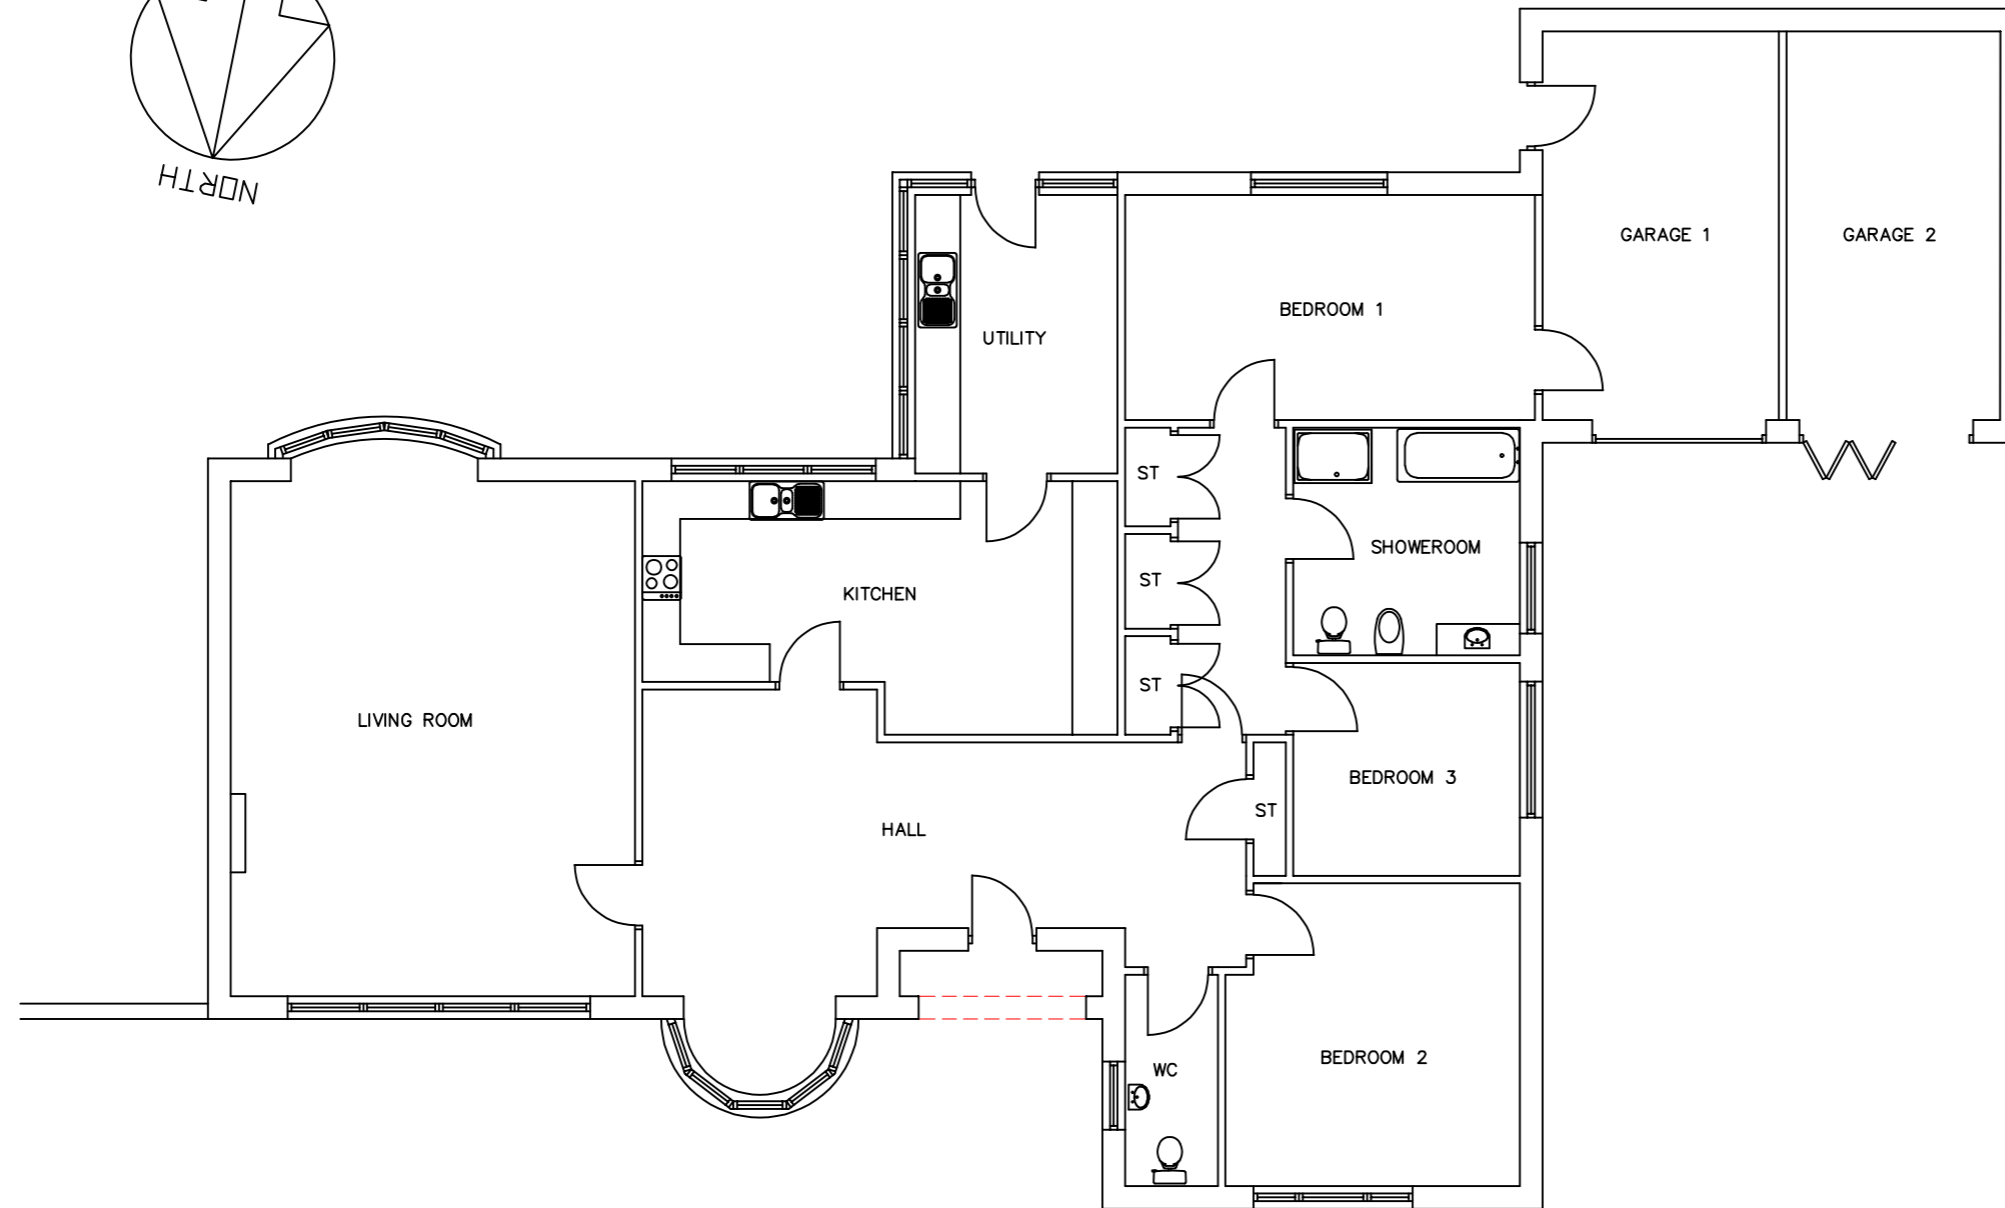 NORTH
GARAGE 1
GARAGE 2
BEDROOM 1
UTILITY
ST
SHOWEROOM
ST
KITCHEN
ST
LIVING ROOM
BEDROOM 3
ST
HALL
BEDROOM 2
WC